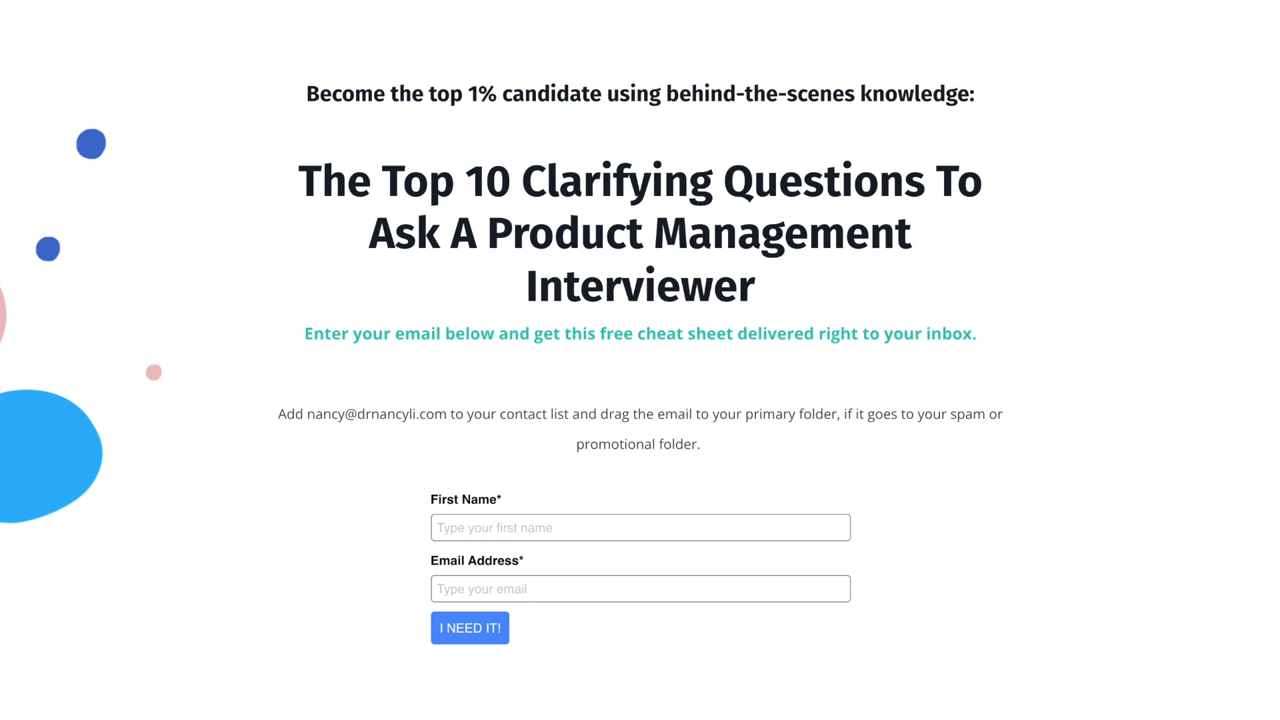 Become the top 1% candidate using behind-the-scenes knowledge:
The Top 10 Clarifying Questions To
Ask A Product Management
Interviewer
Enter your email below and get this free cheat sheet delivered right to your inbox.
Add nancy@drnancyli.com to your contact list and drag the email to your primary folder, if it goes to your spam or
promotional folder.
First Name*
Type your first name
Email Address*
Type your email
I NEED IT!